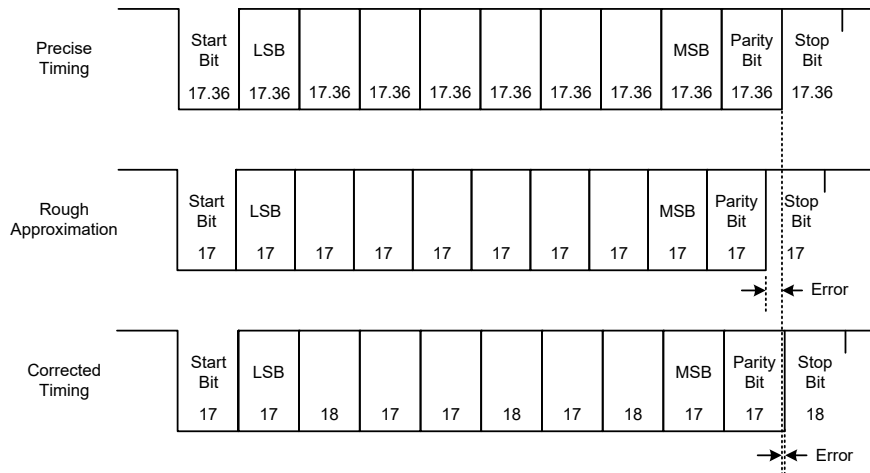 Precise
Timing
Start
Bit
LSB
MSB
Parity
Bit
Stop
Bit
17.36 17.36 17.36 17.36 17.36 17.36 17.36 17.36 17.36 17.36 17.36
Rough
Approximation
Start
Bit
LSB
MSB
Parity
Bit
Stop
Bit
17 17 17 17 17 17 17 17 17 17 17
Error
Corrected
Timing
Start
Bit
LSB
MSB
Parity
Bit
Stop
Bit
17 17 18 17 17 18 17 18 17 17 18
Error